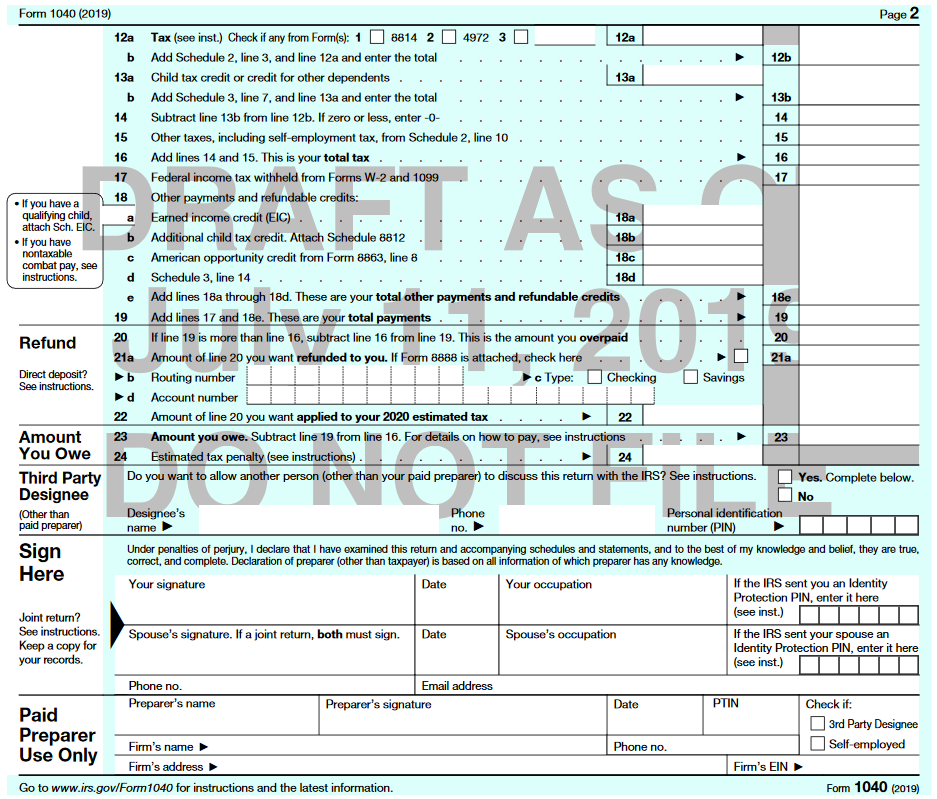 Form 1040 (2019) Page 2
12a Tax (see inst.) Check if any from Form(s): 1 8814 2 4972 3 12a
b Add Schedule 2, line 3, and line 12a and enter the total ▶ 12b
13a Child tax credit or credit for other dependents 13a
b Add Schedule 3, line 7, and line 13a and enter the total ▶ 13b
14 Subtract line 13b from line 12b. If zero or less, enter -0- 14
15 Other taxes, including self-employment tax, from Schedule 2, line 10 15
16 Add lines 14 and 15. This is your total tax ▶ 16
17 Federal income tax withheld from Forms W-2 and 1099 17
• If you have a
qualifying child,
attach Sch. EIC.
• If you have
nontaxable
combat pay, see
instructions.
18 Other payments and refundable credits:
a Earned income credit (EIC) 18a
b Additional child tax credit. Attach Schedule 8812 18b
c American opportunity credit from Form 8863, line 8 18c
d Schedule 3, line 14 18d
e Add lines 18a through 18d. These are your total other payments and refundable credits ▶ 18e
19 Add lines 17 and 18e. These are your total payments ▶ 19
Refund
Direct deposit?
See instructions.
20 If line 19 is more than line 16, subtract line 16 from line 19. This is the amount you overpaid 20
21a Amount of line 20 you want refunded to you. If Form 8888 is attached, check here ▶ 21a
▶ b Routing number ▶ c Type: Checking Savings
▶ d Account number
22 Amount of line 20 you want applied to your 2020 estimated tax ▶ 22
Amount
You Owe
23 Amount you owe. Subtract line 19 from line 16. For details on how to pay, see instructions ▶ 23
24 Estimated tax penalty (see instructions) ▶ 24
DRAFT AS O
July 11, 2019
DO NOT FILE
Third Party
Designee
(Other than
paid preparer)
Do you want to allow another person (other than your paid preparer) to discuss this return with the IRS? See instructions. Yes. Complete below.
No
Designee's
name ▶
Phone
no. ▶
Personal identification
number (PIN) ▶
Sign
Here
Joint return?
See instructions.
Keep a copy for
your records.
Under penalties of perjury, I declare that I have examined this return and accompanying schedules and statements, and to the best of my knowledge and belief, they are true,
correct, and complete. Declaration of preparer (other than taxpayer) is based on all information of which preparer has any knowledge.
Your signature Date Your occupation
If the IRS sent you an Identity
Protection PIN, enter it here
(see inst.)
Spouse's signature. If a joint return, both must sign. Date Spouse's occupation
If the IRS sent your spouse an
Identity Protection PIN, enter it here
(see inst.)
Phone no. Email address
Paid
Preparer
Use Only
Preparer's name Preparer's signature Date PTIN Check if:
3rd Party Designee
Self-employed
Firm's name ▶ Phone no.
Firm's address ▶ Firm's EIN ▶
Go to www.irs.gov/Form1040 for instructions and the latest information. Form 1040 (2019)